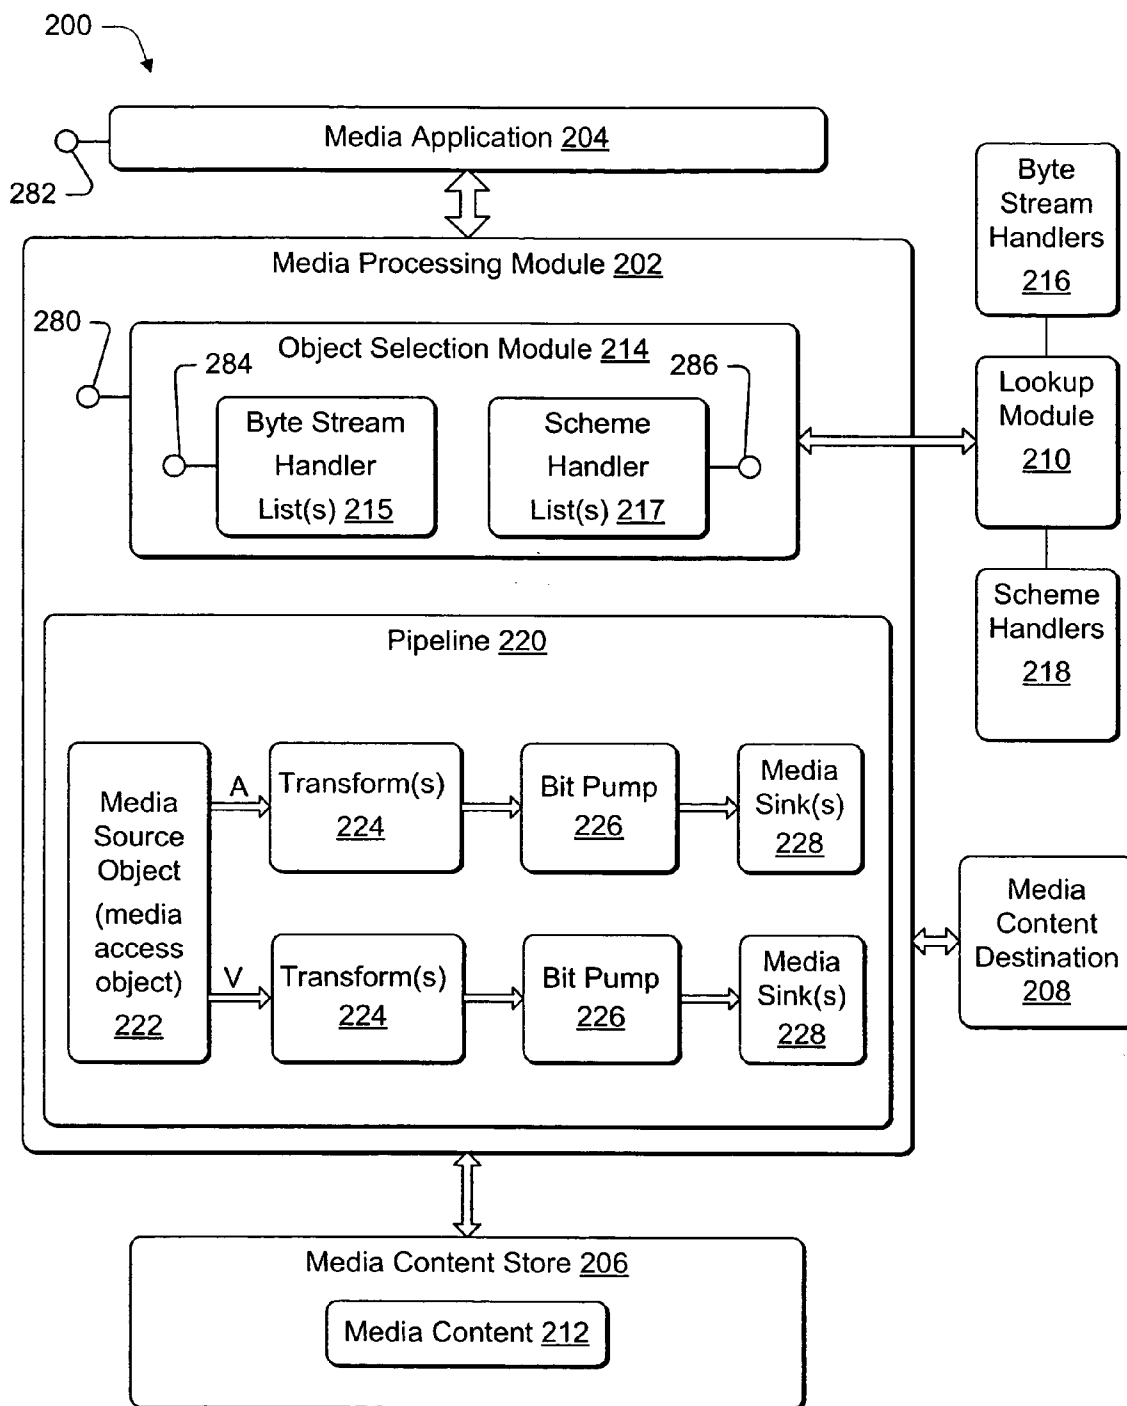 200
Media Application 204
282
Byte
Stream
Handlers
216
Media Processing Module 202
280
Object Selection Module 214
284
286
Byte Stream
Handler
List(s) 215
Scheme
Handler
List(s) 217
Lookup
Module
210
Scheme
Handlers
218
Pipeline 220
Media
Source
Object
(media
access
object)
222
A
Transform(s)
224
Bit Pump
226
Media
Sink(s)
228
V
Transform(s)
224
Bit Pump
226
Media
Sink(s)
228
Media
Content
Destination
208
Media Content Store 206
Media Content 212